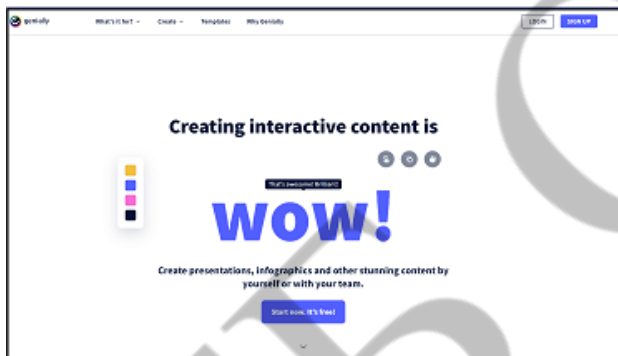 genially What's it for? Create Templates Why Genially LOGIN SIGN UP
Creating interactive content is
That's awesome! Brilliant!
wow!
Create presentations, infographics and other stunning content by
yourself or with your team.
Start now. It's free!